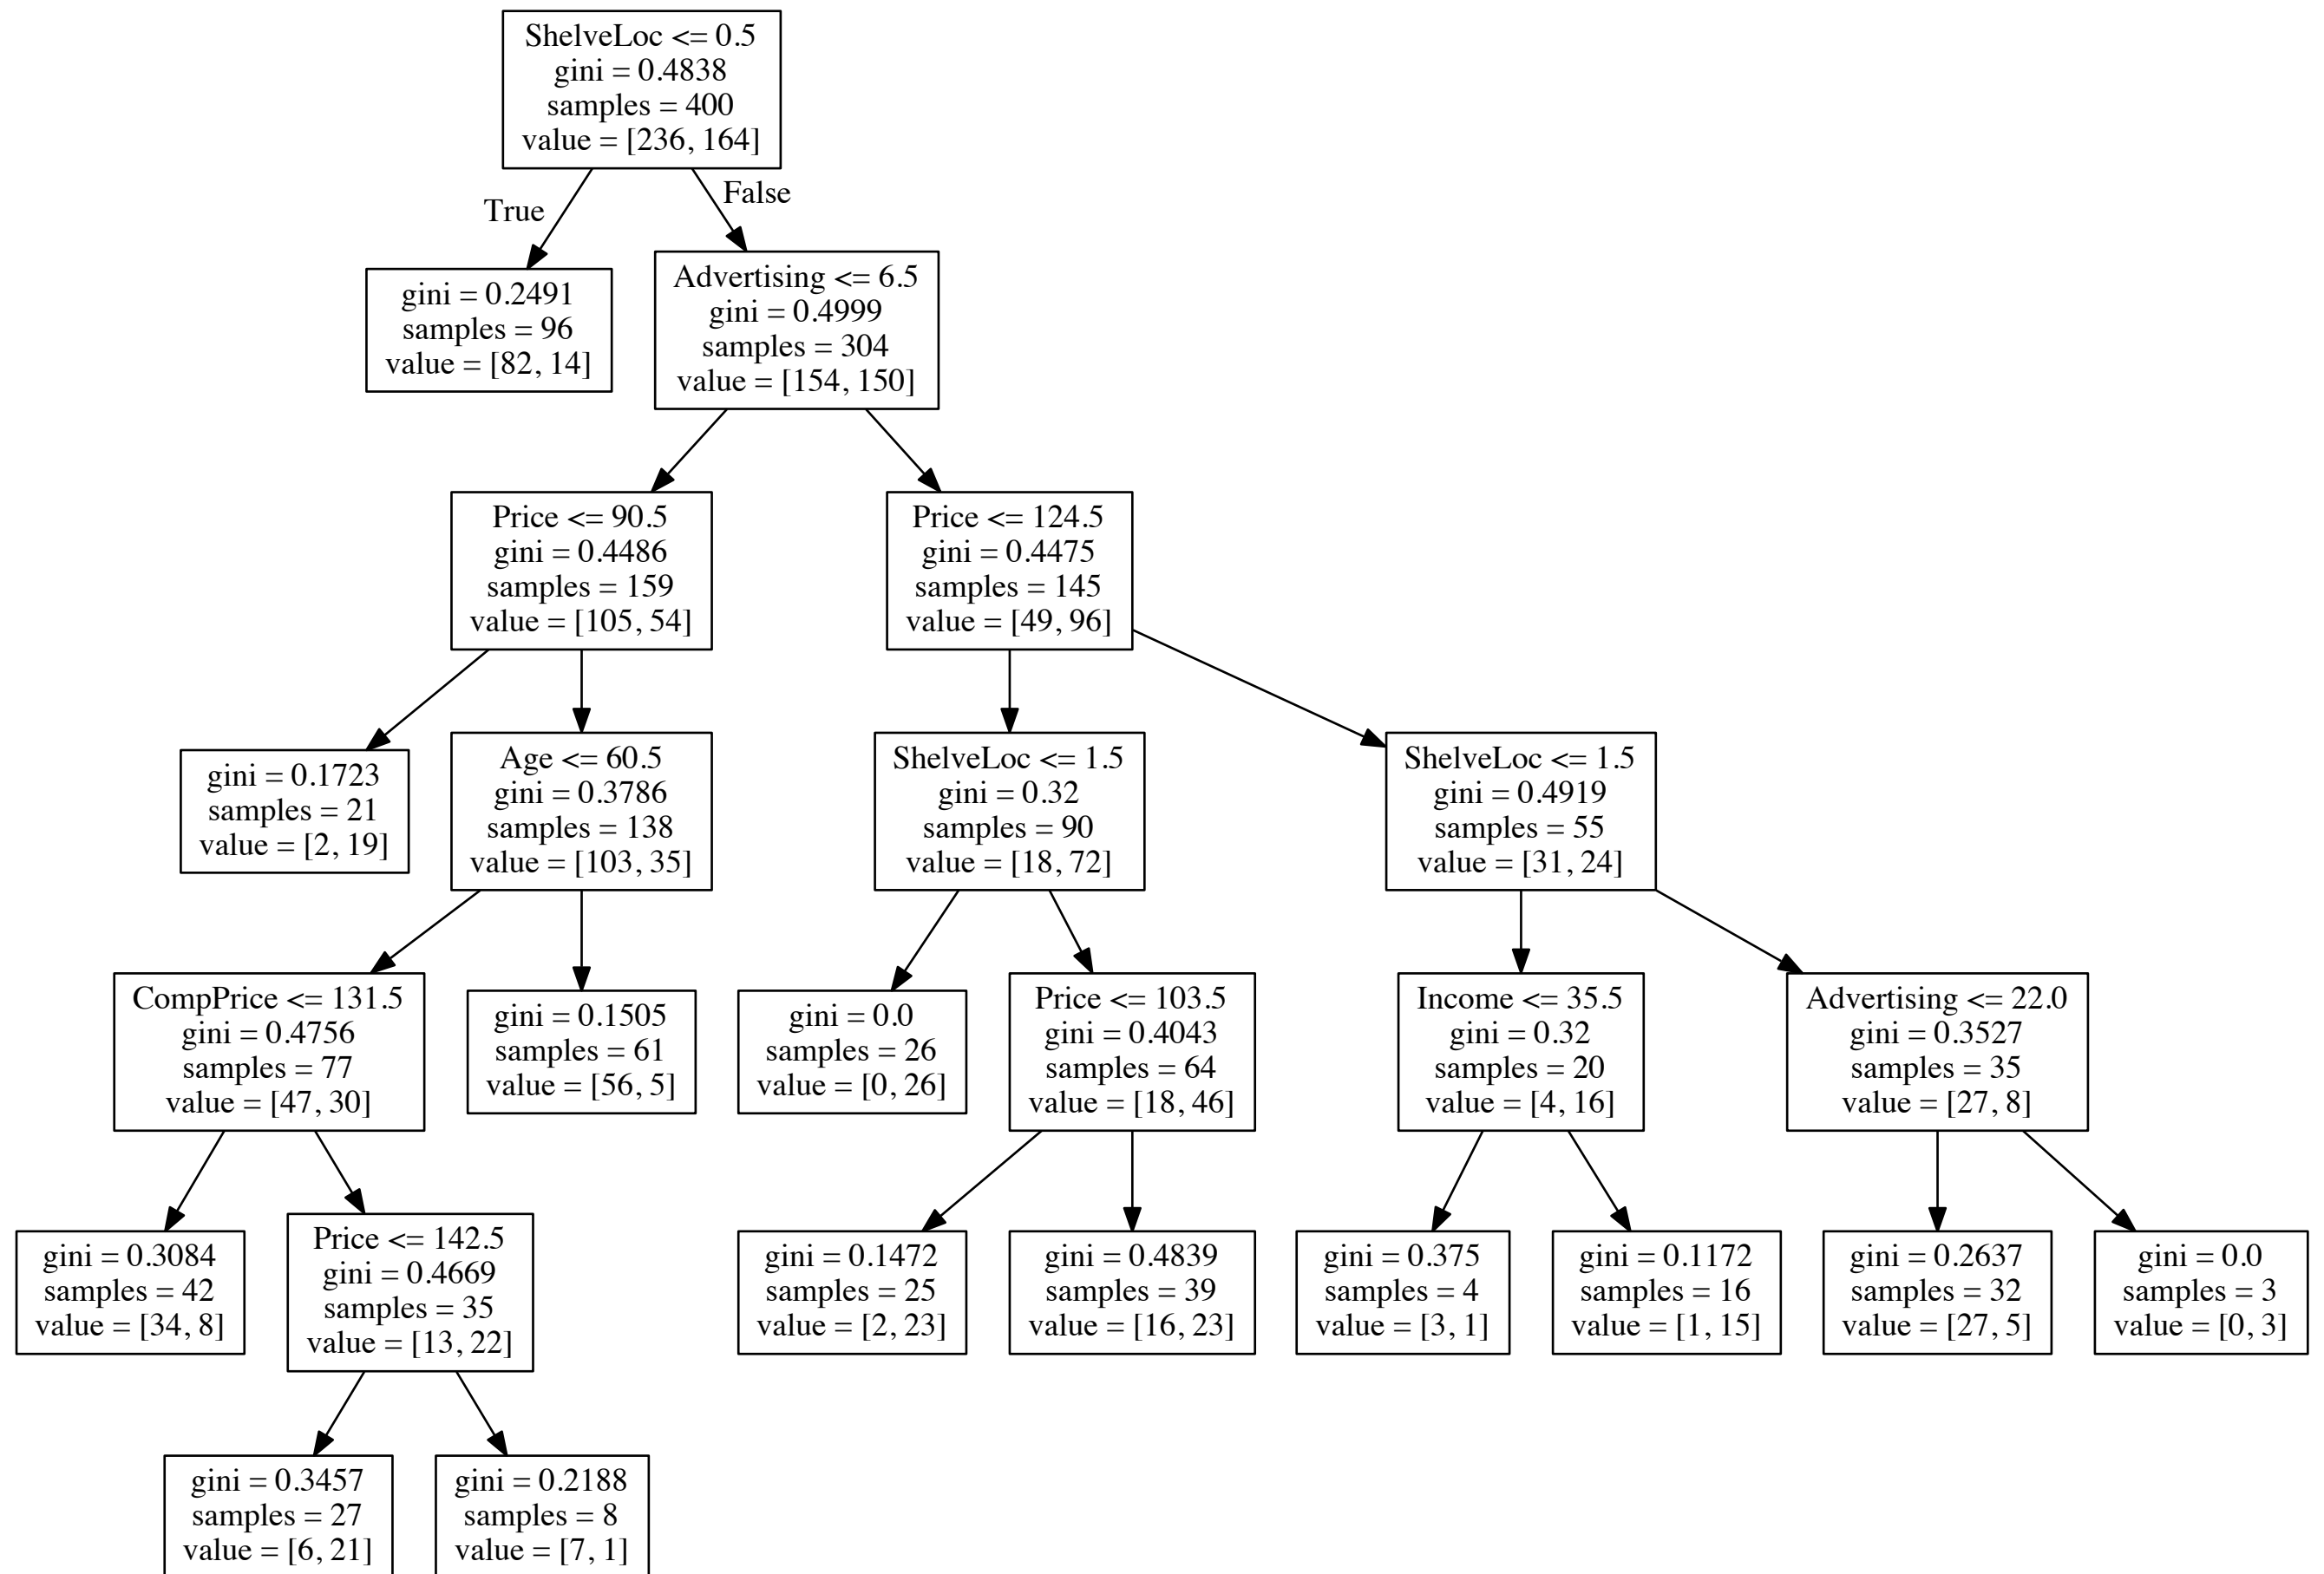 ShelveLoc <= 0.5
gini = 0.4838
samples = 400
value = [236, 164]
True
False
gini = 0.2491
samples = 96
value = [82, 14]
Advertising <= 6.5
gini = 0.4999
samples = 304
value = [154, 150]
Price <= 90.5
gini = 0.4486
samples = 159
value = [105, 54]
Price <= 124.5
gini = 0.4475
samples = 145
value = [49, 96]
gini = 0.1723
samples = 21
value = [2, 19]
Age <= 60.5
gini = 0.3786
samples = 138
value = [103, 35]
ShelveLoc <= 1.5
gini = 0.32
samples = 90
value = [18, 72]
ShelveLoc <= 1.5
gini = 0.4919
samples = 55
value = [31, 24]
CompPrice <= 131.5
gini = 0.4756
samples = 77
value = [47, 30]
gini = 0.1505
samples = 61
value = [56, 5]
gini = 0.0
samples = 26
value = [0, 26]
Price <= 103.5
gini = 0.4043
samples = 64
value = [18, 46]
Income <= 35.5
gini = 0.32
samples = 20
value = [4, 16]
Advertising <= 22.0
gini = 0.3527
samples = 35
value = [27, 8]
gini = 0.3084
samples = 42
value = [34, 8]
Price <= 142.5
gini = 0.4669
samples = 35
value = [13, 22]
gini = 0.1472
samples = 25
value = [2, 23]
gini = 0.4839
samples = 39
value = [16, 23]
gini = 0.375
samples = 4
value = [3, 1]
gini = 0.1172
samples = 16
value = [1, 15]
gini = 0.2637
samples = 32
value = [27, 5]
gini = 0.0
samples = 3
value = [0, 3]
gini = 0.3457
samples = 27
value = [6, 21]
gini = 0.2188
samples = 8
value = [7, 1]